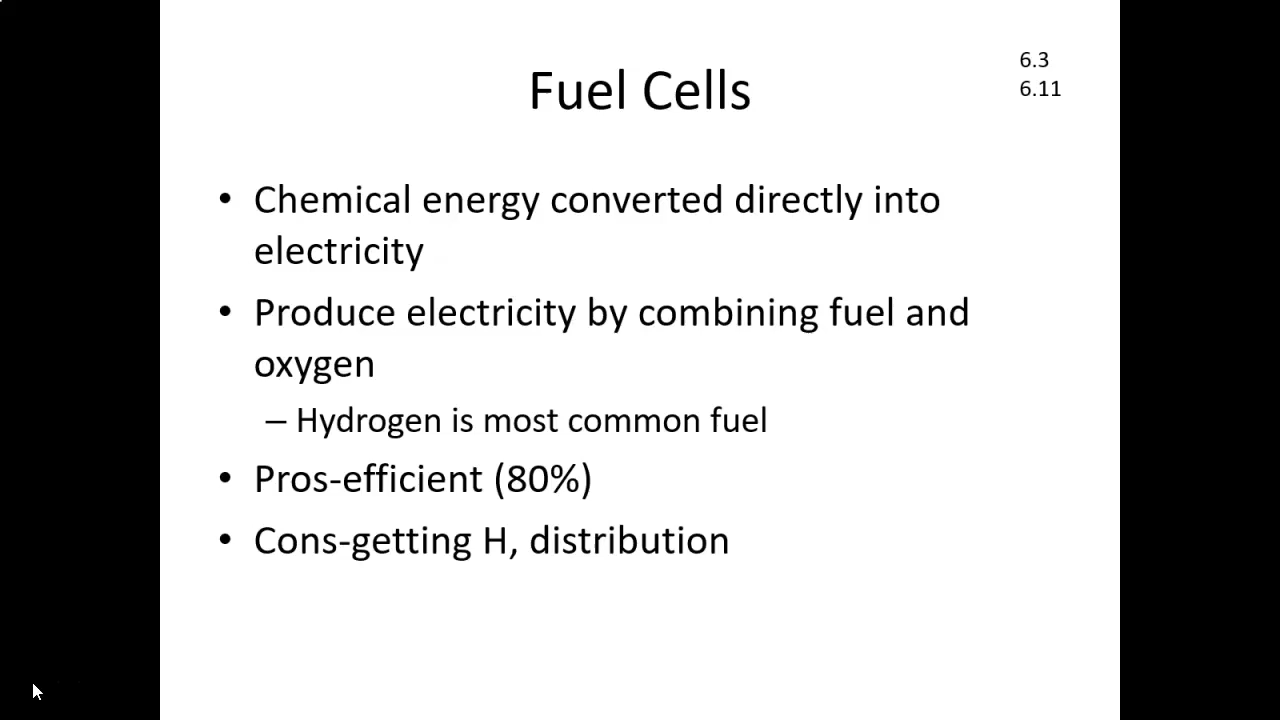 6.3
6.11
Fuel Cells
• Chemical energy converted directly into
electricity
• Produce electricity by combining fuel and
oxygen
– Hydrogen is most common fuel
• Pros-efficient (80%)
• Cons-getting H, distribution